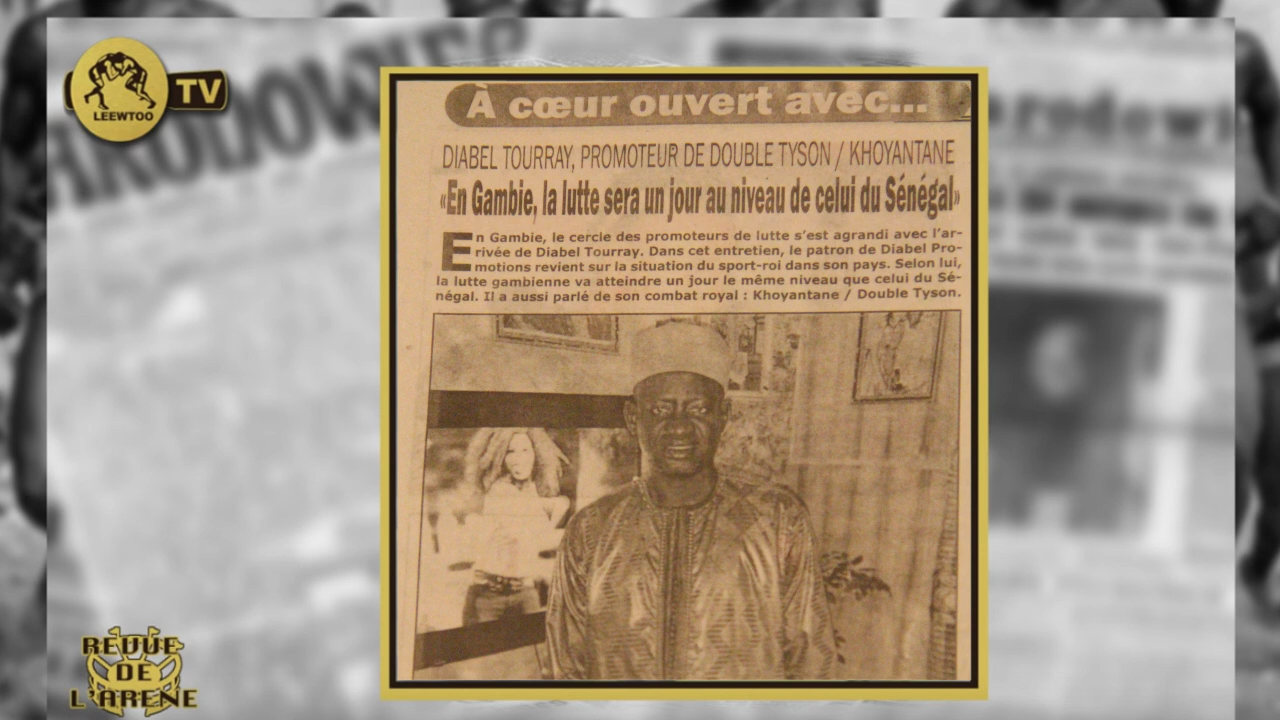 LEEWTOO
TV
À cœur ouvert avec...
DIABEL TOURRAY, PROMOTEUR DE DOUBLE TYSON / KHOYANTANE
«En Gambie, la lutte sera un jour au niveau de celui du Sénégal»
En Gambie, le cercle des promoteurs de lutte s'est agrandi avec l'ar-
rivée de Diabel Tourray. Dans cet entretien, le patron de Diabel Pro-
motions revient sur la situation du sport-roi dans son pays. Selon lui,
la lutte gambienne va atteindre un jour le même niveau que celui du Sé-
négal. Il a aussi parlé de son combat royal : Khoyantane / Double Tyson.
REVUE
DE
L'ARENE